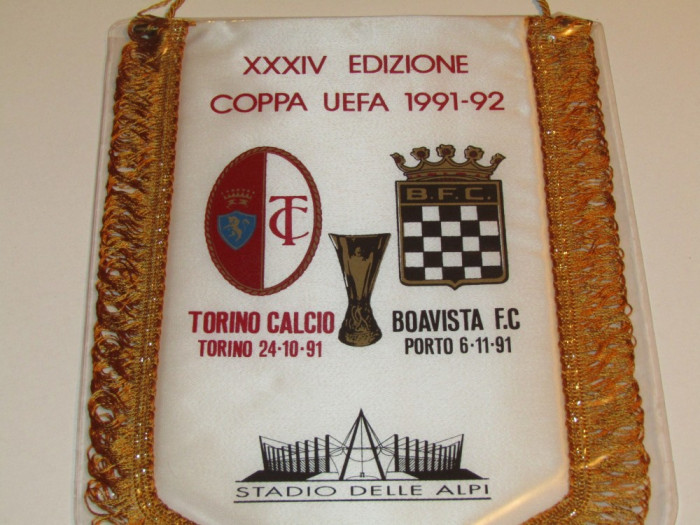 XXXIV EDIZIONE
COPPA UEFA 1991-92
TC
B.F.C.
TORINO CALCIO
TORINO 24·10·91
BOAVISTA F.C
PORTO 6·11·91
STADIO DELLE ALPI